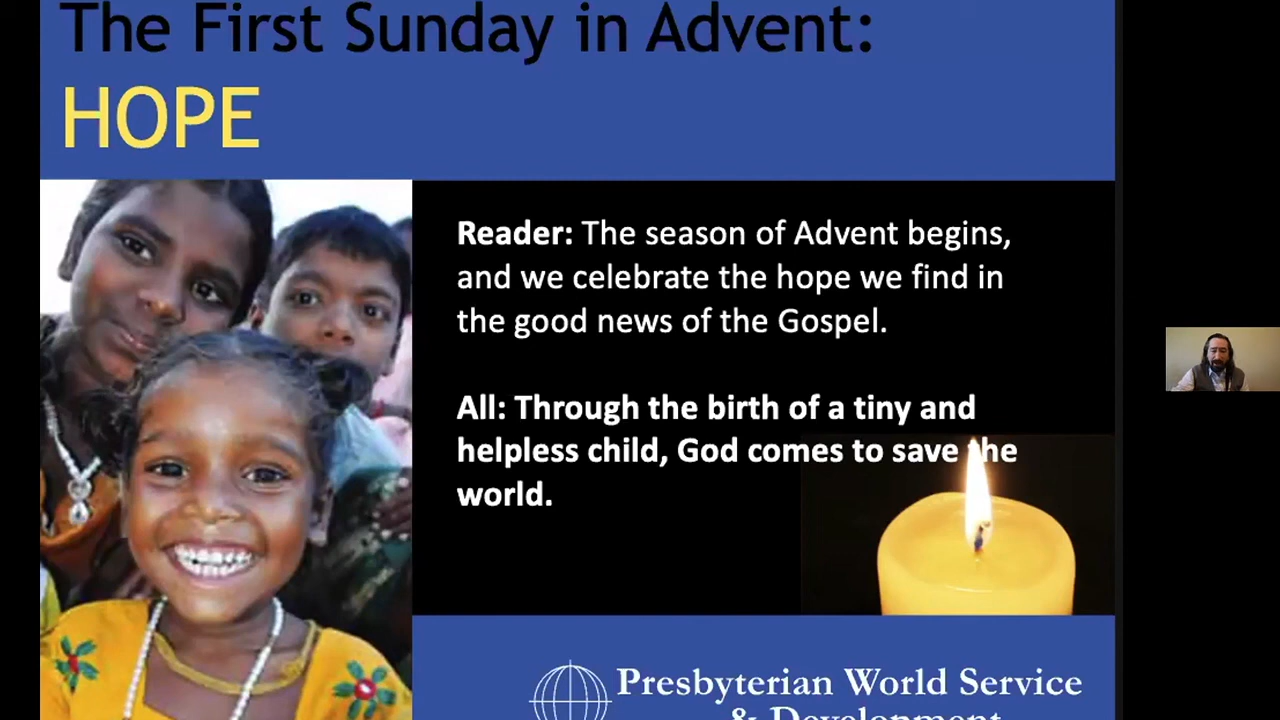 The First Sunday in Advent:
HOPE
Reader: The season of Advent begins,
and we celebrate the hope we find in
the good news of the Gospel.
All: Through the birth of a tiny and
helpless child, God comes to save the
world.
Presbyterian World Service
& Development